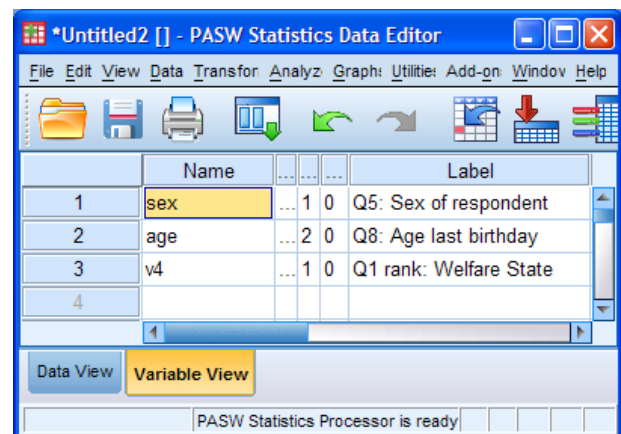 *Untitled2 [] - PASW Statistics Data Editor
File Edit View Data Transfor Analyz Graph Utilitie Add-on Windov Help
Name ... ... ... Label
1 sex ... 1 0 Q5: Sex of respondent
2 age ... 2 0 Q8: Age last birthday
3 v4 ... 1 0 Q1 rank: Welfare State
4
Data View Variable View
PASW Statistics Processor is ready